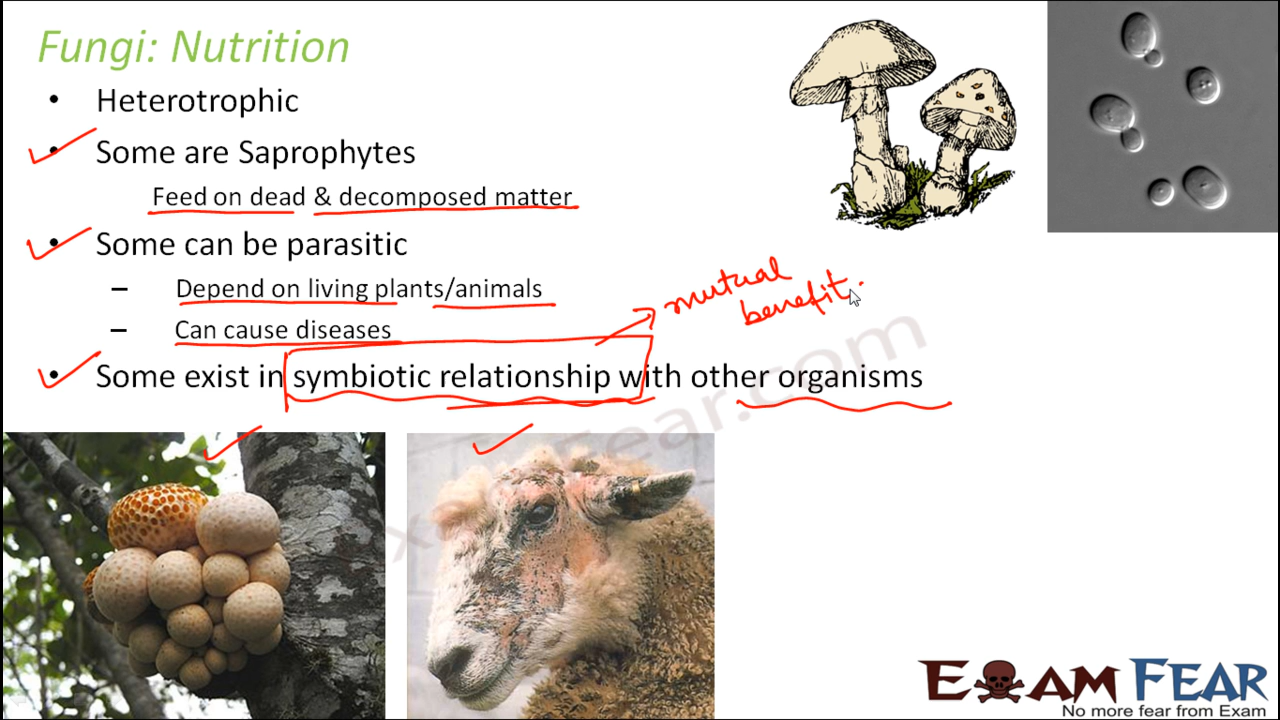 Fungi: Nutrition
• Heterotrophic
• Some are Saprophytes
Feed on dead & decomposed matter
• Some can be parasitic
– Depend on living plants/animals
– Can cause diseases
mutual
benefit.
• Some exist in symbiotic relationship with other organisms
examFear.com
EXAM FEAR
No more fear from Exam